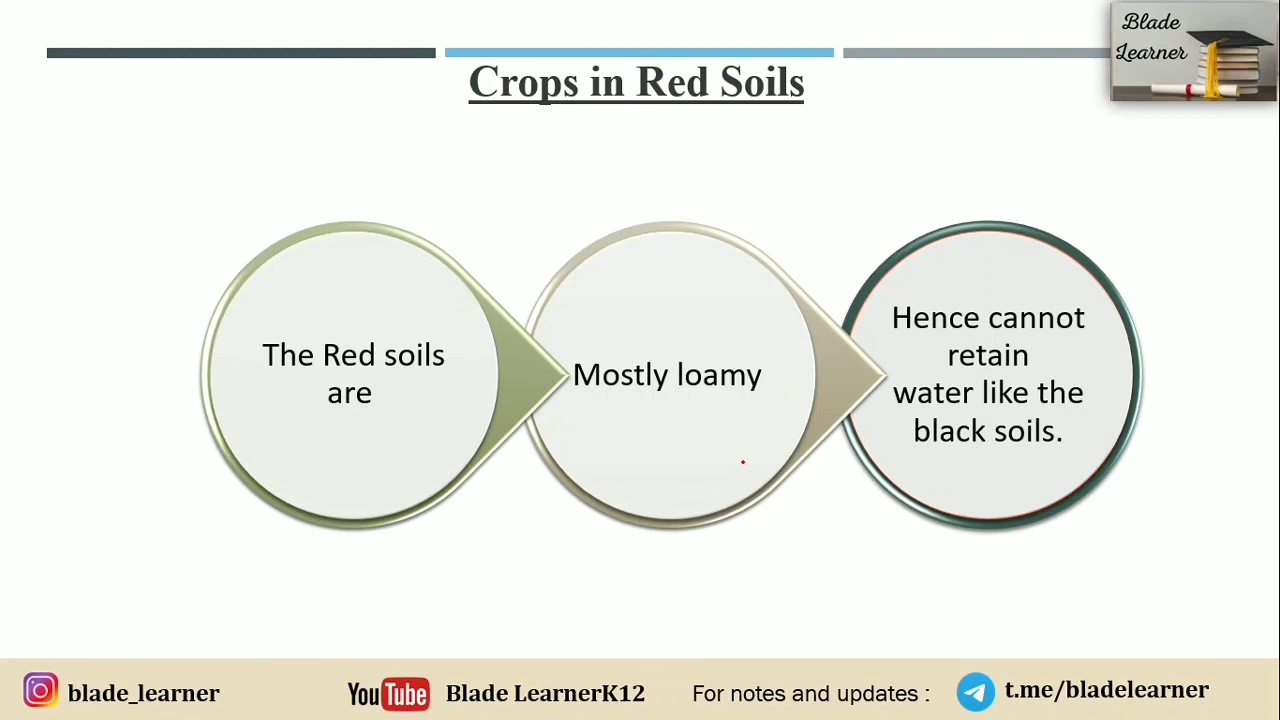 Blade
Learner
Crops in Red Soils
The Red soils
are
Mostly loamy
Hence cannot
retain
water like the
black soils.
blade_learner
YouTube
Blade LearnerK12
For notes and updates :
t.me/bladelearner